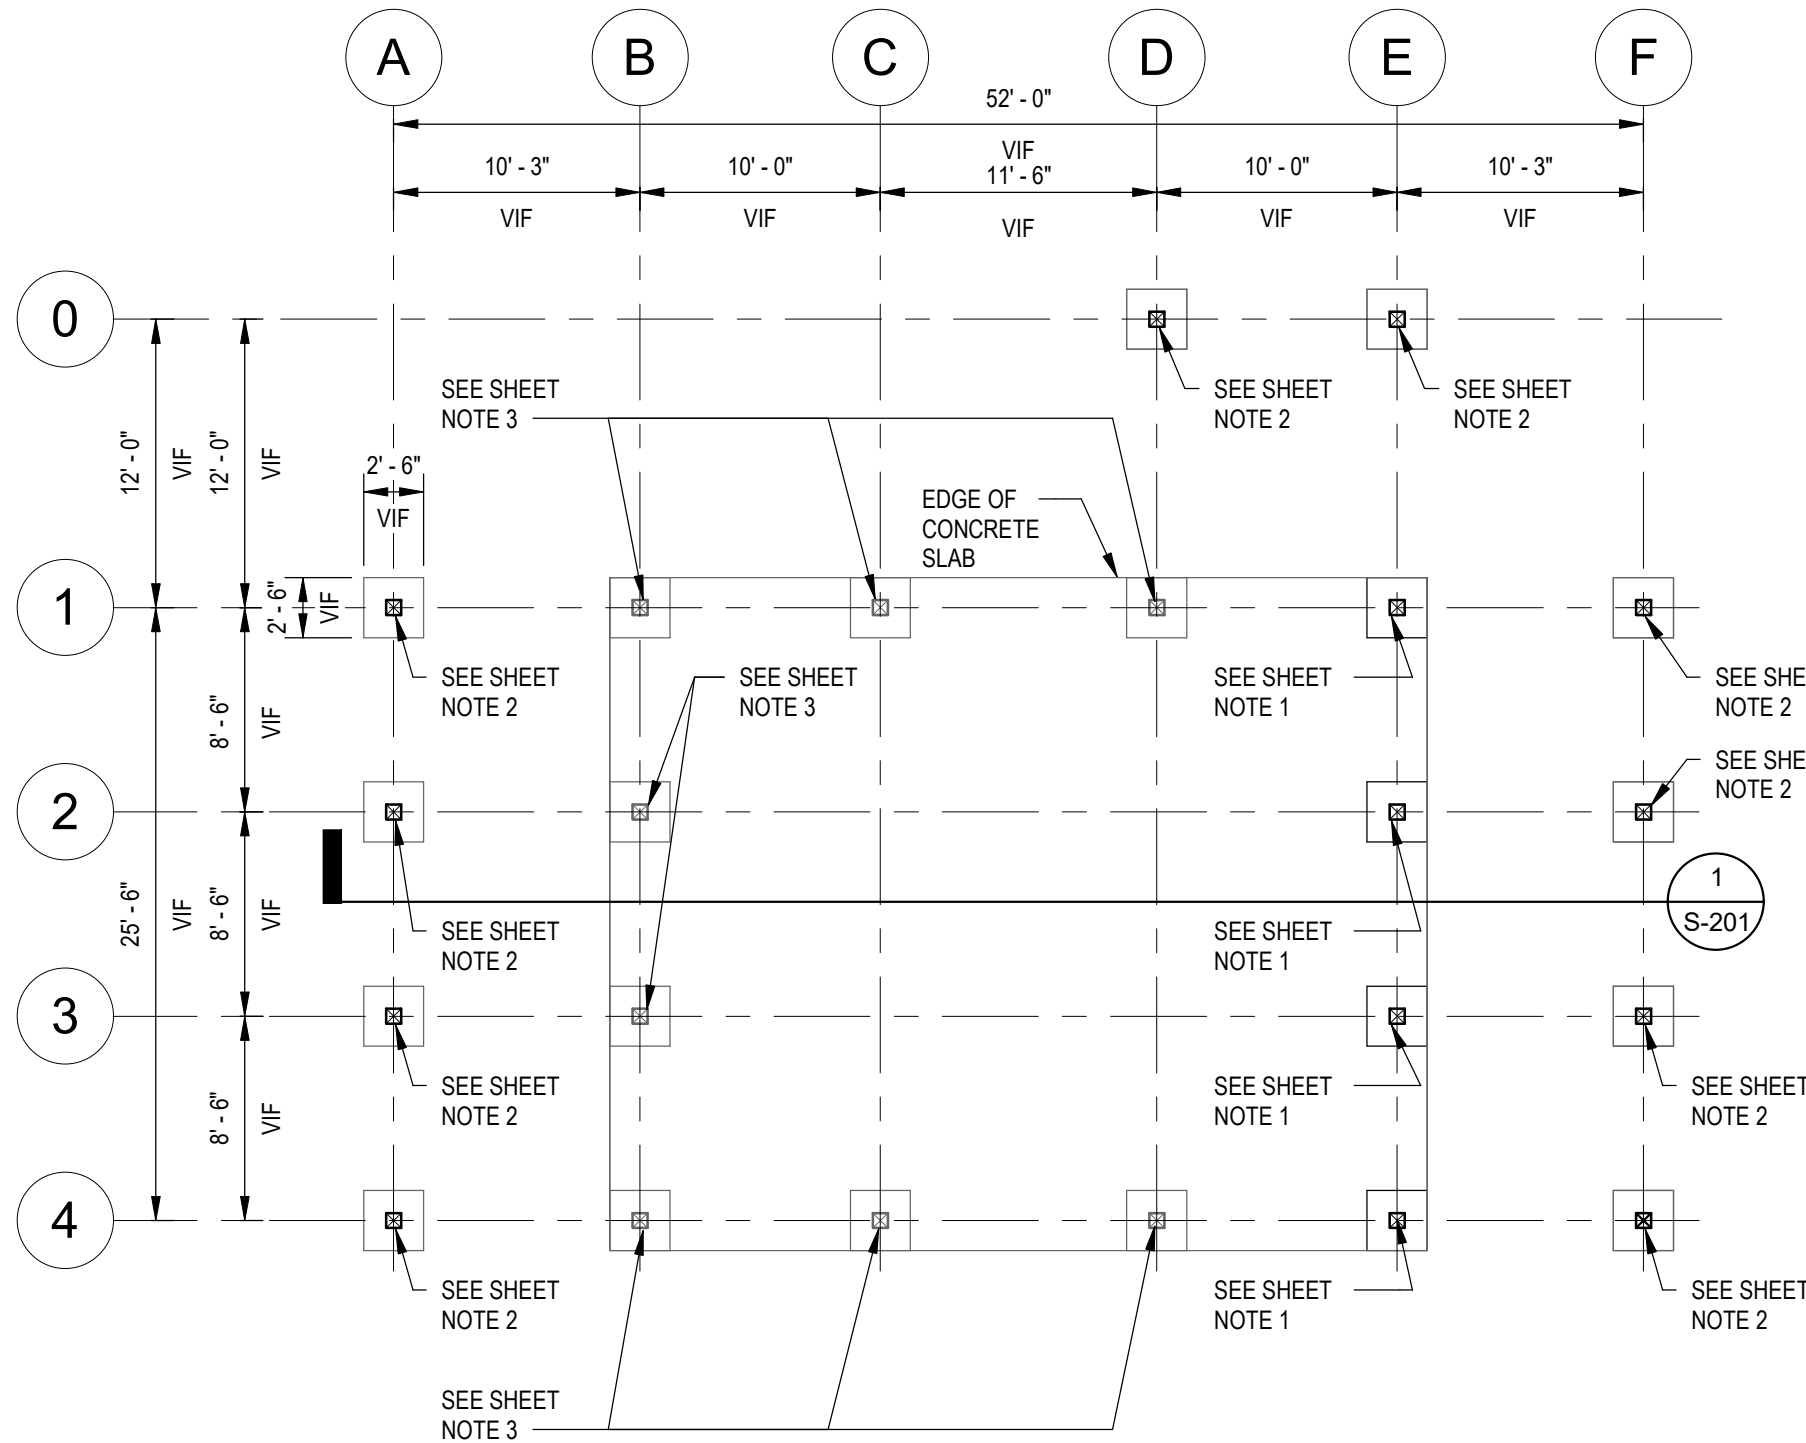 A
B
C
D
E
F
52' - 0"
VIF
10' - 3"
VIF
10' - 0"
VIF
11' - 6"
VIF
10' - 0"
VIF
10' - 3"
VIF
0
1
2
3
4
12' - 0"
VIF
12' - 0"
VIF
25' - 6"
VIF
8' - 6"
VIF
8' - 6"
VIF
8' - 6"
VIF
2' - 6"
VIF
2' - 6"
VIF
SEE SHEET
NOTE 3
SEE SHEET
NOTE 2
SEE SHEET
NOTE 2
EDGE OF
CONCRETE
SLAB
SEE SHEET
NOTE 2
SEE SHEET
NOTE 3
SEE SHEET
NOTE 1
SEE SHE
NOTE 2
SEE SHE
NOTE 2
1
S-201
SEE SHEET
NOTE 2
SEE SHEET
NOTE 1
SEE SHEET
NOTE 2
SEE SHEET
NOTE 1
SEE SHEET
NOTE 2
SEE SHEET
NOTE 2
SEE SHEET
NOTE 1
SEE SHEET
NOTE 2
SEE SHEET
NOTE 3